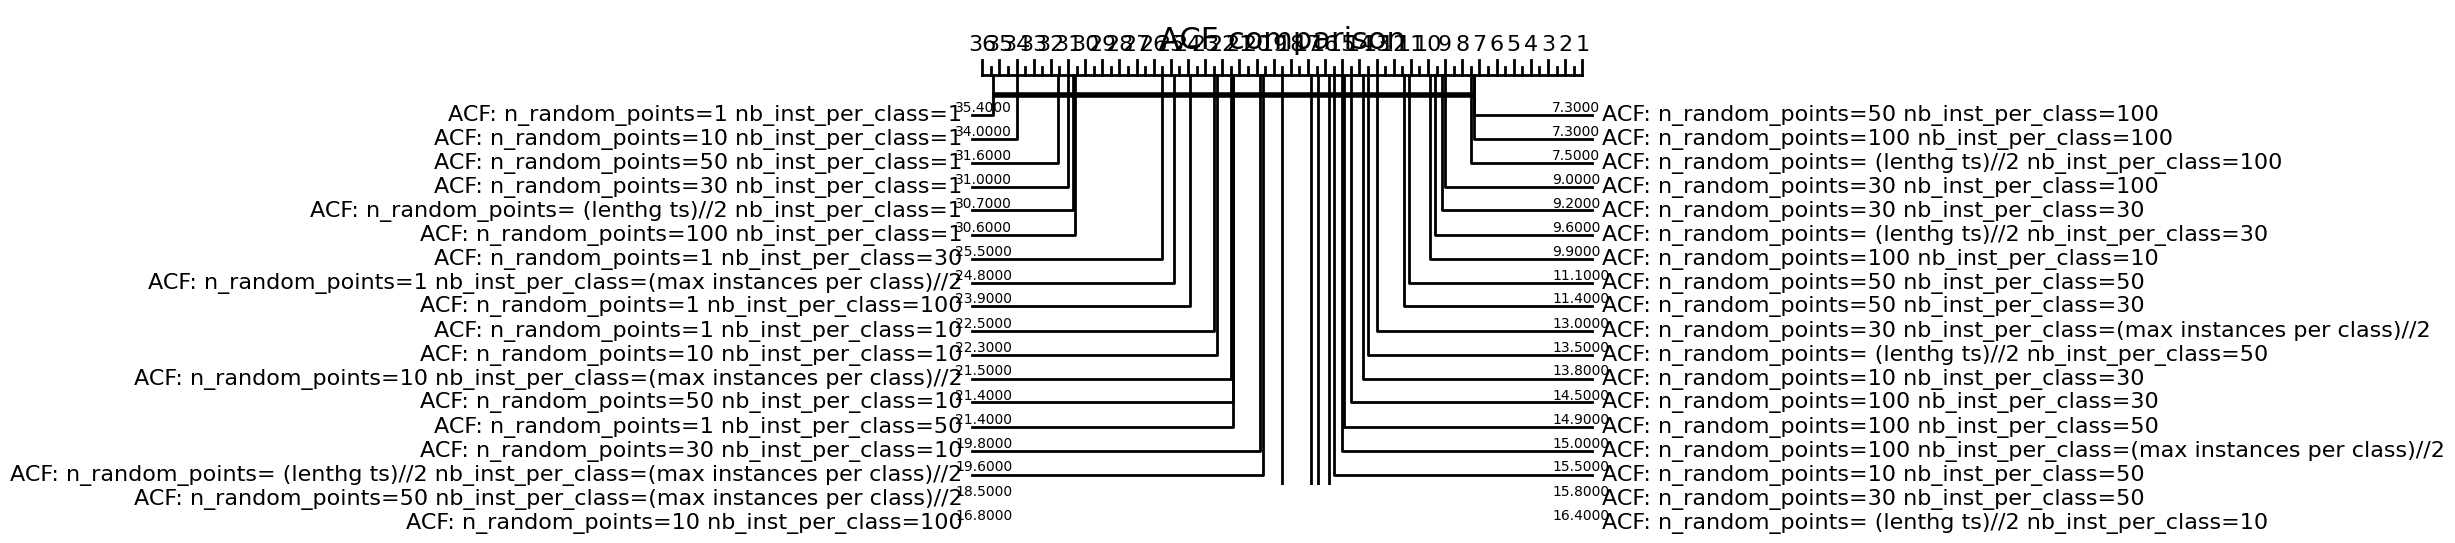 ACF comparison
36 35 34 33 32 31 30 29 28 27 26 25 24 23 22 21 20 19 18 17 16 15 14 13 12 11 10 9 8 7 6 5 4 3 2 1
ACF: n_random_points=1 nb_inst_per_class=1 35.4000 7.3000 ACF: n_random_points=50 nb_inst_per_class=100
ACF: n_random_points=10 nb_inst_per_class=1 34.0000 7.3000 ACF: n_random_points=100 nb_inst_per_class=100
ACF: n_random_points=50 nb_inst_per_class=1 31.6000 7.5000 ACF: n_random_points= (lenthg ts)//2 nb_inst_per_class=100
ACF: n_random_points=30 nb_inst_per_class=1 31.0000 9.0000 ACF: n_random_points=30 nb_inst_per_class=100
ACF: n_random_points= (lenthg ts)//2 nb_inst_per_class=1 30.7000 9.2000 ACF: n_random_points=30 nb_inst_per_class=30
ACF: n_random_points=100 nb_inst_per_class=1 30.6000 9.6000 ACF: n_random_points= (lenthg ts)//2 nb_inst_per_class=30
ACF: n_random_points=1 nb_inst_per_class=30 25.5000 9.9000 ACF: n_random_points=100 nb_inst_per_class=10
ACF: n_random_points=1 nb_inst_per_class=(max instances per class)//2 24.8000 11.1000 ACF: n_random_points=50 nb_inst_per_class=50
ACF: n_random_points=1 nb_inst_per_class=100 23.9000 11.4000 ACF: n_random_points=50 nb_inst_per_class=30
ACF: n_random_points=1 nb_inst_per_class=10 22.5000 13.0000 ACF: n_random_points=30 nb_inst_per_class=(max instances per class)//2
ACF: n_random_points=10 nb_inst_per_class=10 22.3000 13.5000 ACF: n_random_points= (lenthg ts)//2 nb_inst_per_class=50
ACF: n_random_points=10 nb_inst_per_class=(max instances per class)//2 21.5000 13.8000 ACF: n_random_points=10 nb_inst_per_class=30
ACF: n_random_points=50 nb_inst_per_class=10 21.4000 14.5000 ACF: n_random_points=100 nb_inst_per_class=30
ACF: n_random_points=1 nb_inst_per_class=50 21.4000 14.9000 ACF: n_random_points=100 nb_inst_per_class=50
ACF: n_random_points=30 nb_inst_per_class=10 19.8000 15.0000 ACF: n_random_points=100 nb_inst_per_class=(max instances per class)//2
ACF: n_random_points= (lenthg ts)//2 nb_inst_per_class=(max instances per class)//2 19.6000 15.5000 ACF: n_random_points=10 nb_inst_per_class=50
ACF: n_random_points=50 nb_inst_per_class=(max instances per class)//2 18.5000 15.8000 ACF: n_random_points=30 nb_inst_per_class=50
ACF: n_random_points=10 nb_inst_per_class=100 16.8000 16.4000 ACF: n_random_points= (lenthg ts)//2 nb_inst_per_class=10